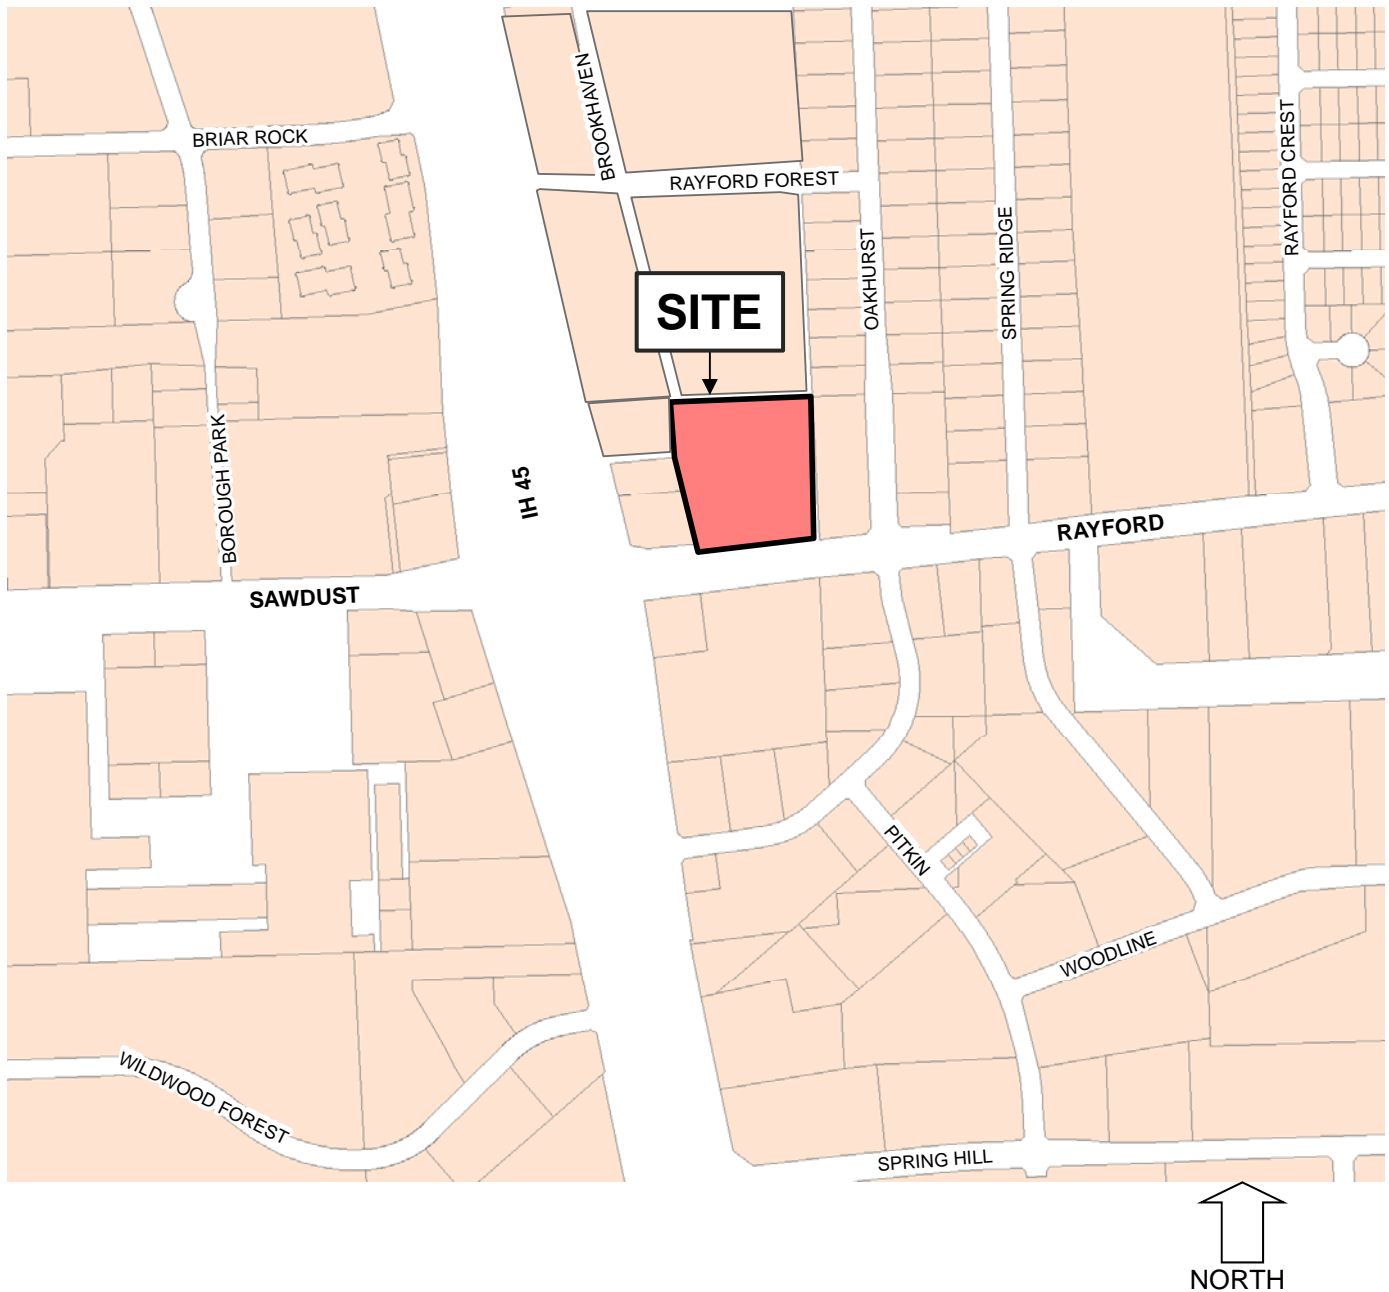 BROOKHAVEN
BRIAR ROCK
RAYFORD CREST
RAYFORD FOREST
OAKHURST
SPRING RIDGE
SITE
BOROUGH PARK
IH 45
RAYFORD
SAWDUST
PITKIN
WOODLINE
WILDWOOD FOREST
SPRING HILL
NORTH